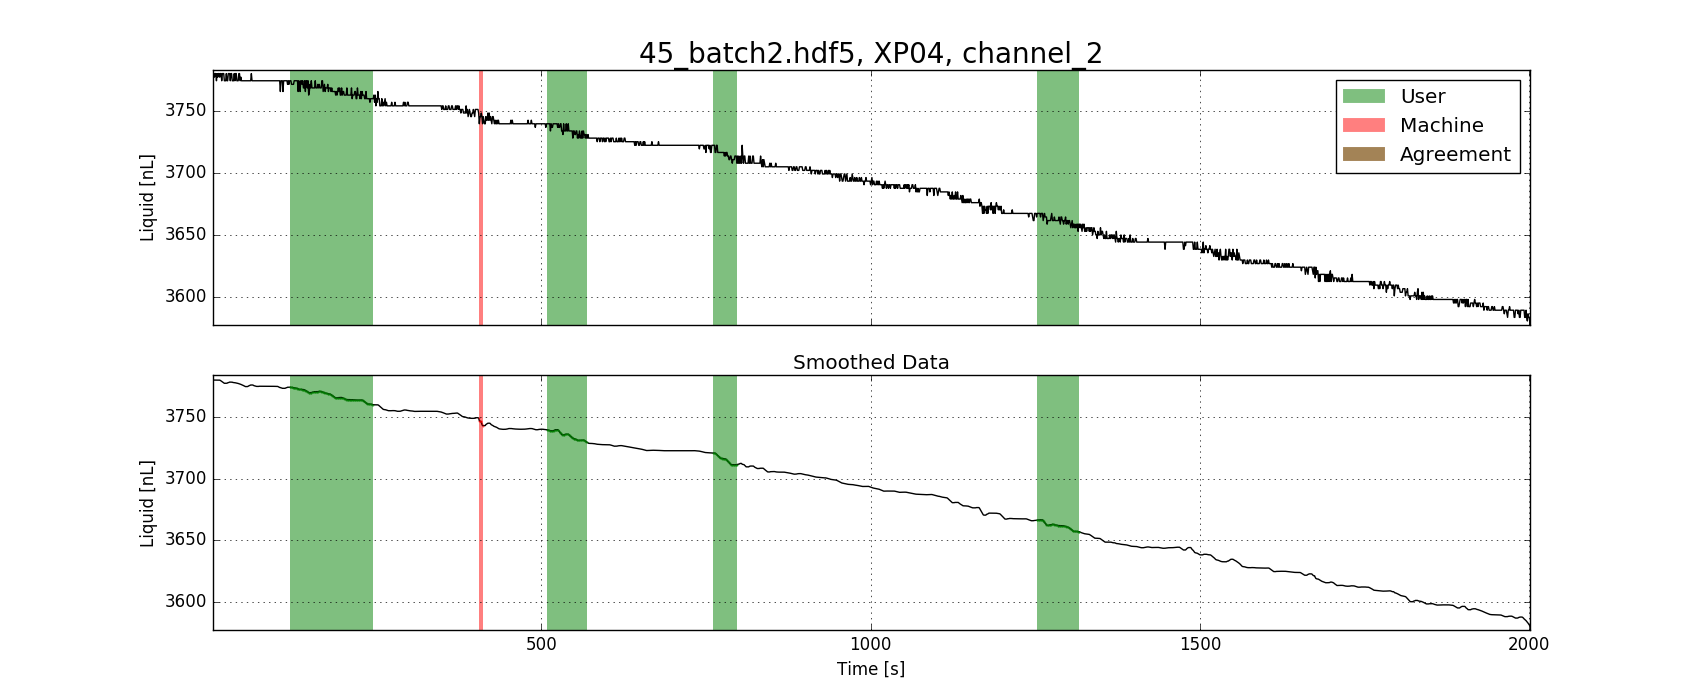 45_batch2.hdf5, XP04, channel_2
3750
3700
3650
3600
Liquid [nL]
User
Machine
Agreement
Smoothed Data
3750
3700
3650
3600
Liquid [nL]
500
1000
1500
2000
Time [s]